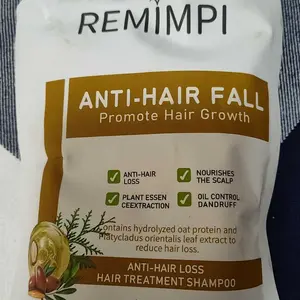 REMIMPI
ANTI-HAIR FALL
Promote Hair Growth
ANTI-HAIR
LOSS
NOURISHES
THE SCALP
PLANT ESSEN
CEEXTRACTION
OIL CONTROL
DANDRUFF
Contains hydrolyzed oat protein and
Platycladus orientalis leaf extract to
reduce hair loss.
ANTI-HAIR LOSS
HAIR TREATMENT SHAMPOO